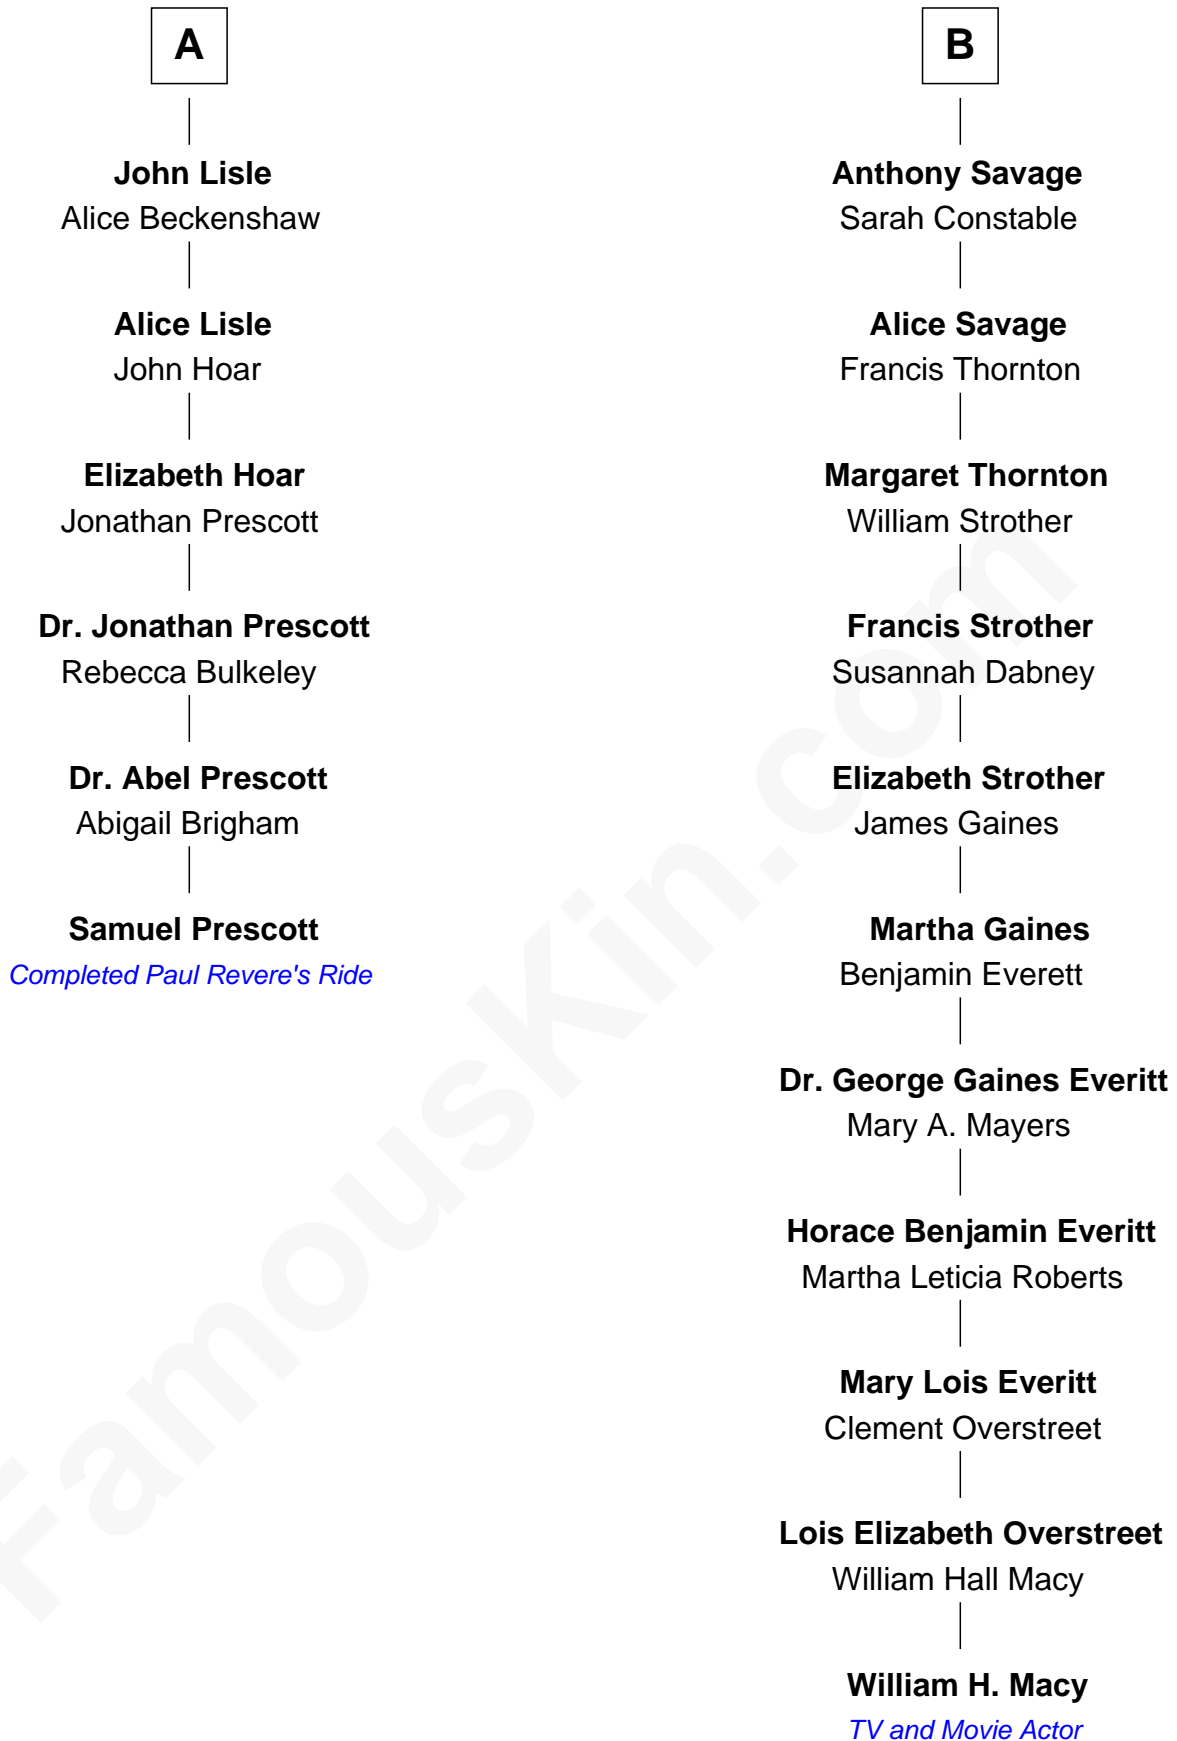 A
John Lisle
Alice Beckenshaw
Alice Lisle
John Hoar
Elizabeth Hoar
Jonathan Prescott
Dr. Jonathan Prescott
Rebecca Bulkeley
Dr. Abel Prescott
Abigail Brigham
Samuel Prescott
Completed Paul Revere's Ride
B
Anthony Savage
Sarah Constable
Alice Savage
Francis Thornton
Margaret Thornton
William Strother
Francis Strother
Susannah Dabney
Elizabeth Strother
James Gaines
Martha Gaines
Benjamin Everett
Dr. George Gaines Everitt
Mary A. Mayers
Horace Benjamin Everitt
Martha Leticia Roberts
Mary Lois Everitt
Clement Overstreet
Lois Elizabeth Overstreet
William Hall Macy
William H. Macy
TV and Movie Actor
FamousKin.com